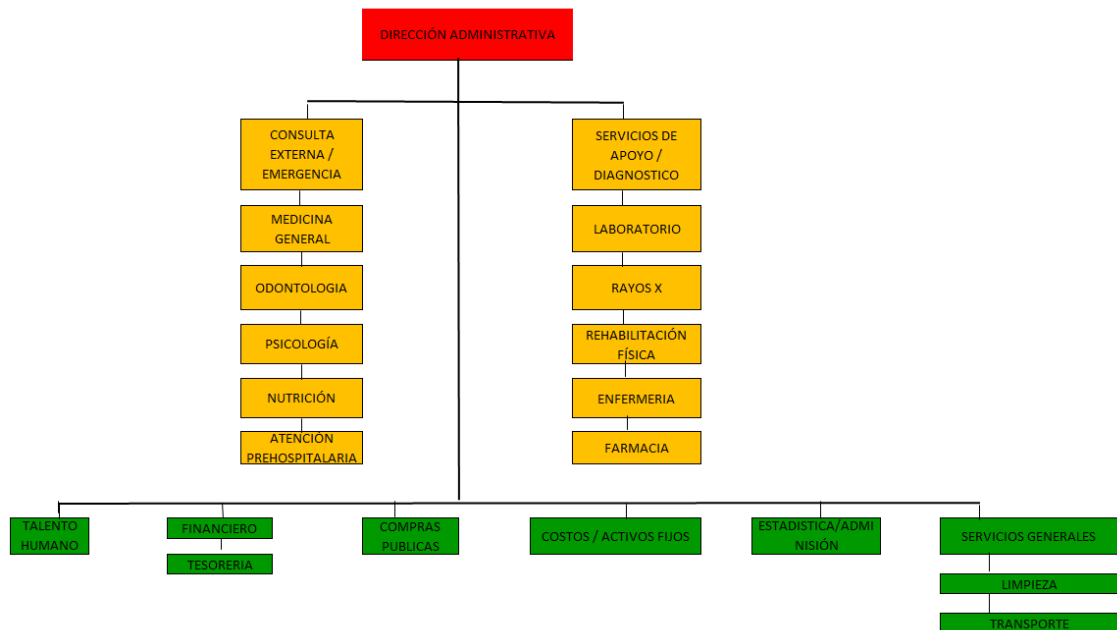 DIRECCIÓN ADMINISTRATIVA
CONSULTA
EXTERNA /
EMERGENCIA
SERVICIOS DE
APOYO /
DIAGNOSTICO
MEDICINA
GENERAL
LABORATORIO
ODONTOLOGIA
RAYOS X
PSICOLOGÍA
REHABILITACIÓN
FÍSICA
NUTRICIÓN
ENFERMERIA
ATENCIÓN
PREHOSPITALARIA
FARMACIA
TALENTO
HUMANO
FINANCIERO
COMPRAS
PUBLICAS
COSTOS / ACTIVOS FIJOS
ESTADISTICA/ADMI
NISIÓN
SERVICIOS GENERALES
TESORERIA
LIMPIEZA
TRANSPORTE